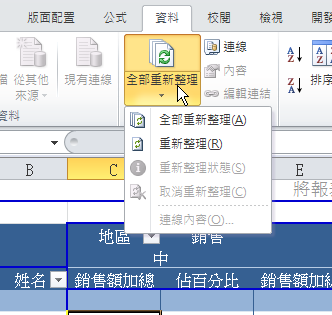 版面配置 公式 資料 校閱 檢視
從其他
來源
現有連線
全部重新整理
連線
內容
編輯連結
排序
資料
全部重新整理(A)
重新整理(R)
重新整理狀態(S)
取消重新整理(C)
連線內容(O)...
B C E
將報
地區 銷售
中
姓名 銷售額加總 佔百分比 銷售額加